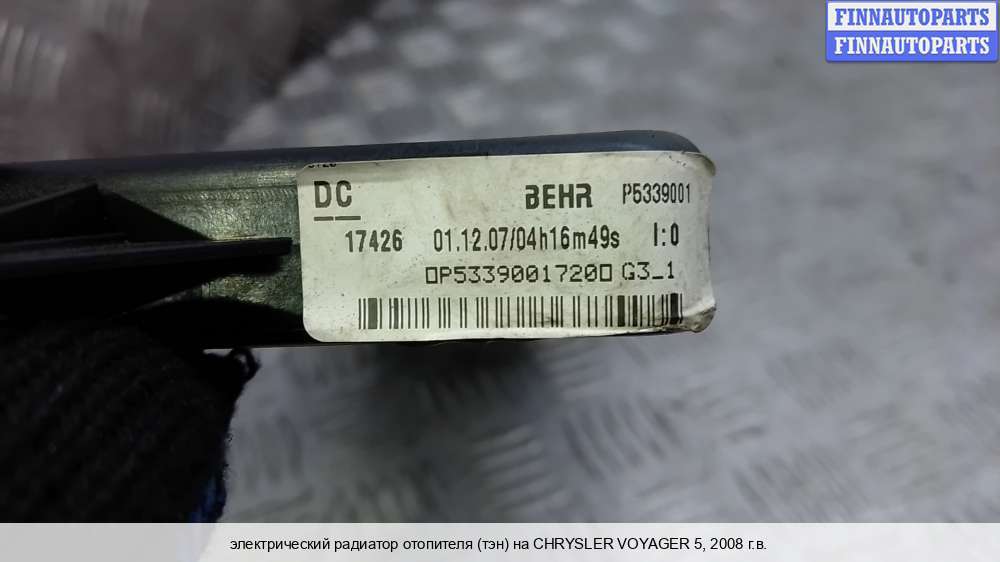 FINNAUTOPARTS
FINNAUTOPARTS
DC BEHR P5339001
17426 01.12.07/04h16m49s I:0
□P5339001720□ G3_1
электрический радиатор отопителя (тэн) на CHRYSLER VOYAGER 5, 2008 г.в.